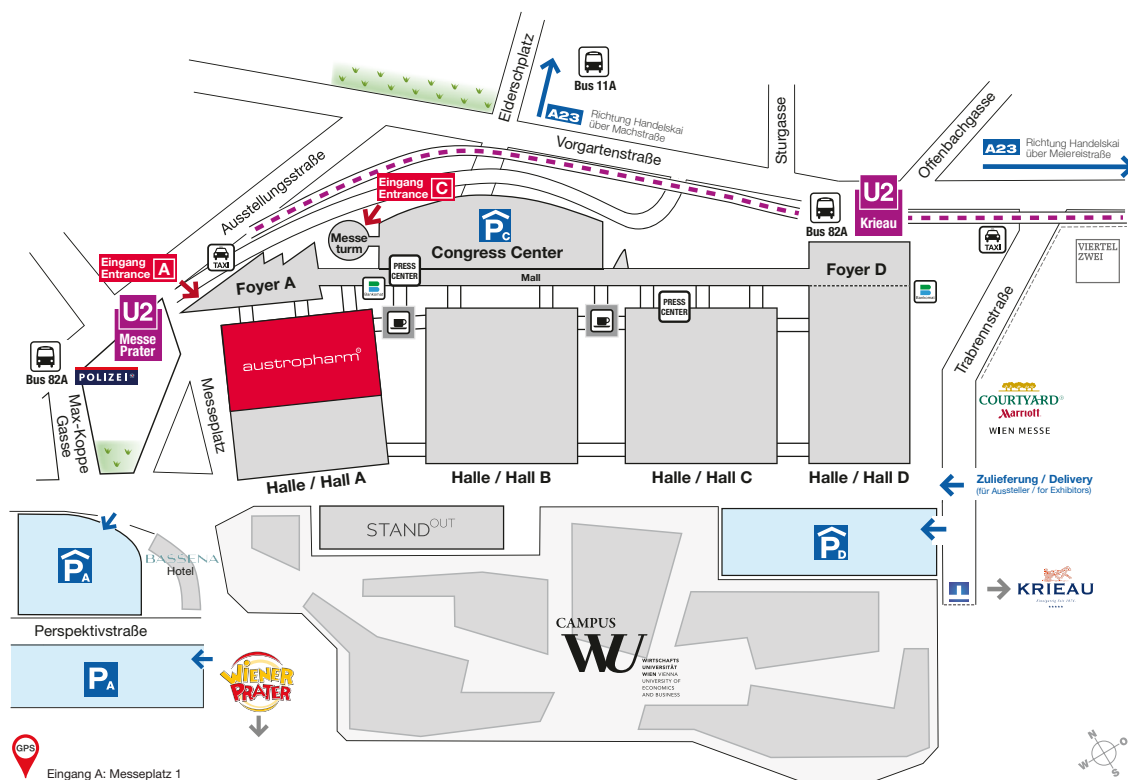 Elderschplatz
Bus 11A
A23
Richtung Handelskai
über Machstraße
Sturgasse
Offenbachgasse
A23
Richtung Handelskai
über Meiereistraße
Vorgartenstraße
Ausstellungsstraße
Eingang
Entrance C
U2
Krieau
Bus 82A
TAXI
VIERTEL
ZWEI
TAXI
Messe
turm
P C
Congress Center
Eingang
Entrance A
Foyer A
PRESS
CENTER
Mall
Foyer D
Bankomat
Bankomat
PRESS
CENTER
U2
Messe
Prater
Bus 82A
POLIZEI
austropharm
Trabrennstraße
Max-Koppe
Gasse
Messeplatz
COURTYARD®
Marriott
WIEN MESSE
Halle / Hall A
Halle / Hall B
Halle / Hall C
Halle / Hall D
Zulieferung / Delivery
(für Aussteller / for Exhibitors)
STANDOUT
P A
P D
BASSENA
Hotel
KRIEAU
CAMPUS
WU
WIRTSCHAFTS
UNIVERSITÄT
WIEN VIENNA
UNIVERSITY OF
ECONOMICS
AND BUSINESS
Perspektivstraße
P A
WIENER
PRATER
GPS
Eingang A: Messeplatz 1
N
O
W
S